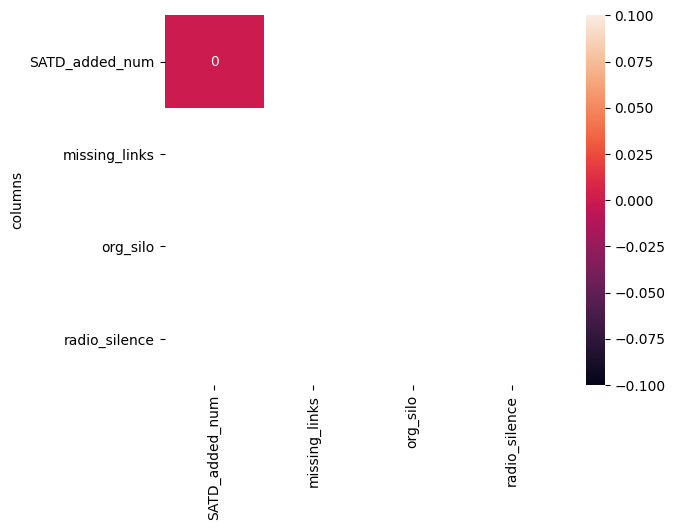 SATD_added_num
missing_links
org_silo
radio_silence
columns
0
SATD_added_num
missing_links
org_silo
radio_silence
0.100
0.075
0.050
0.025
0.000
−0.025
−0.050
−0.075
−0.100